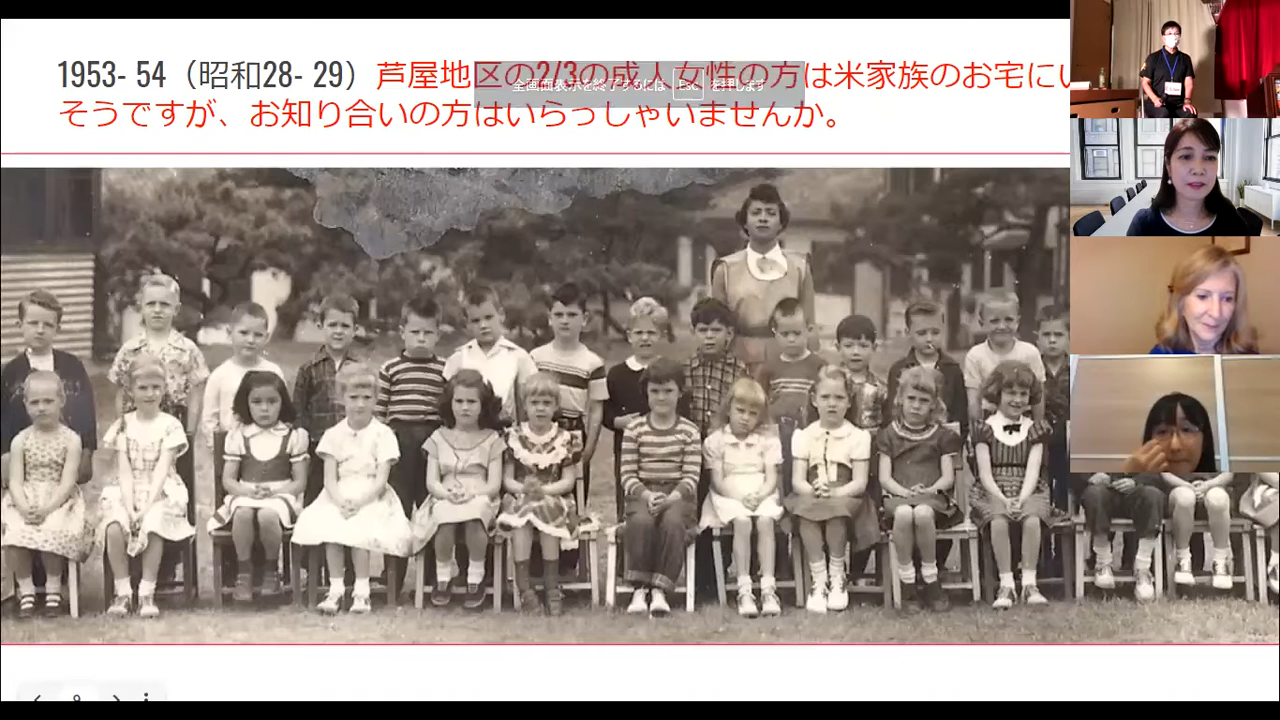 1953- 54（昭和28- 29）芦屋地区の2/3の成人女性の方は米家族のお宅に
そうですが、お知り合いの方はいらっしゃいませんか。
全画面表示を終了するには Esc を押します